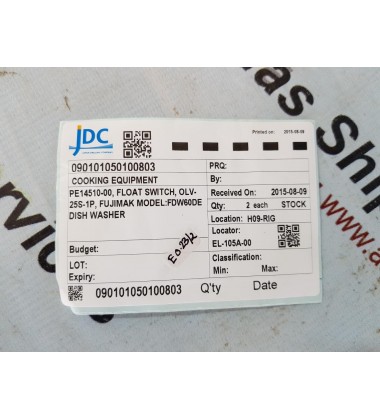 JDC
Printed on: 2015-08-09
090101050100803
PRQ:
COOKING EQUIPMENT
By:
PE14510-00, FLOAT SWITCH, OLV-
25S-1P, FUJIMAK MODEL:FDW60DE
DISH WASHER
Received On: 2015-08-09
Qty: 2 each STOCK
Location: H09-RIG
Locator:
EL-105A-00
Budget:
Classification:
LOT:
Min: Max:
Expiry:
090101050100803 Q'ty Date